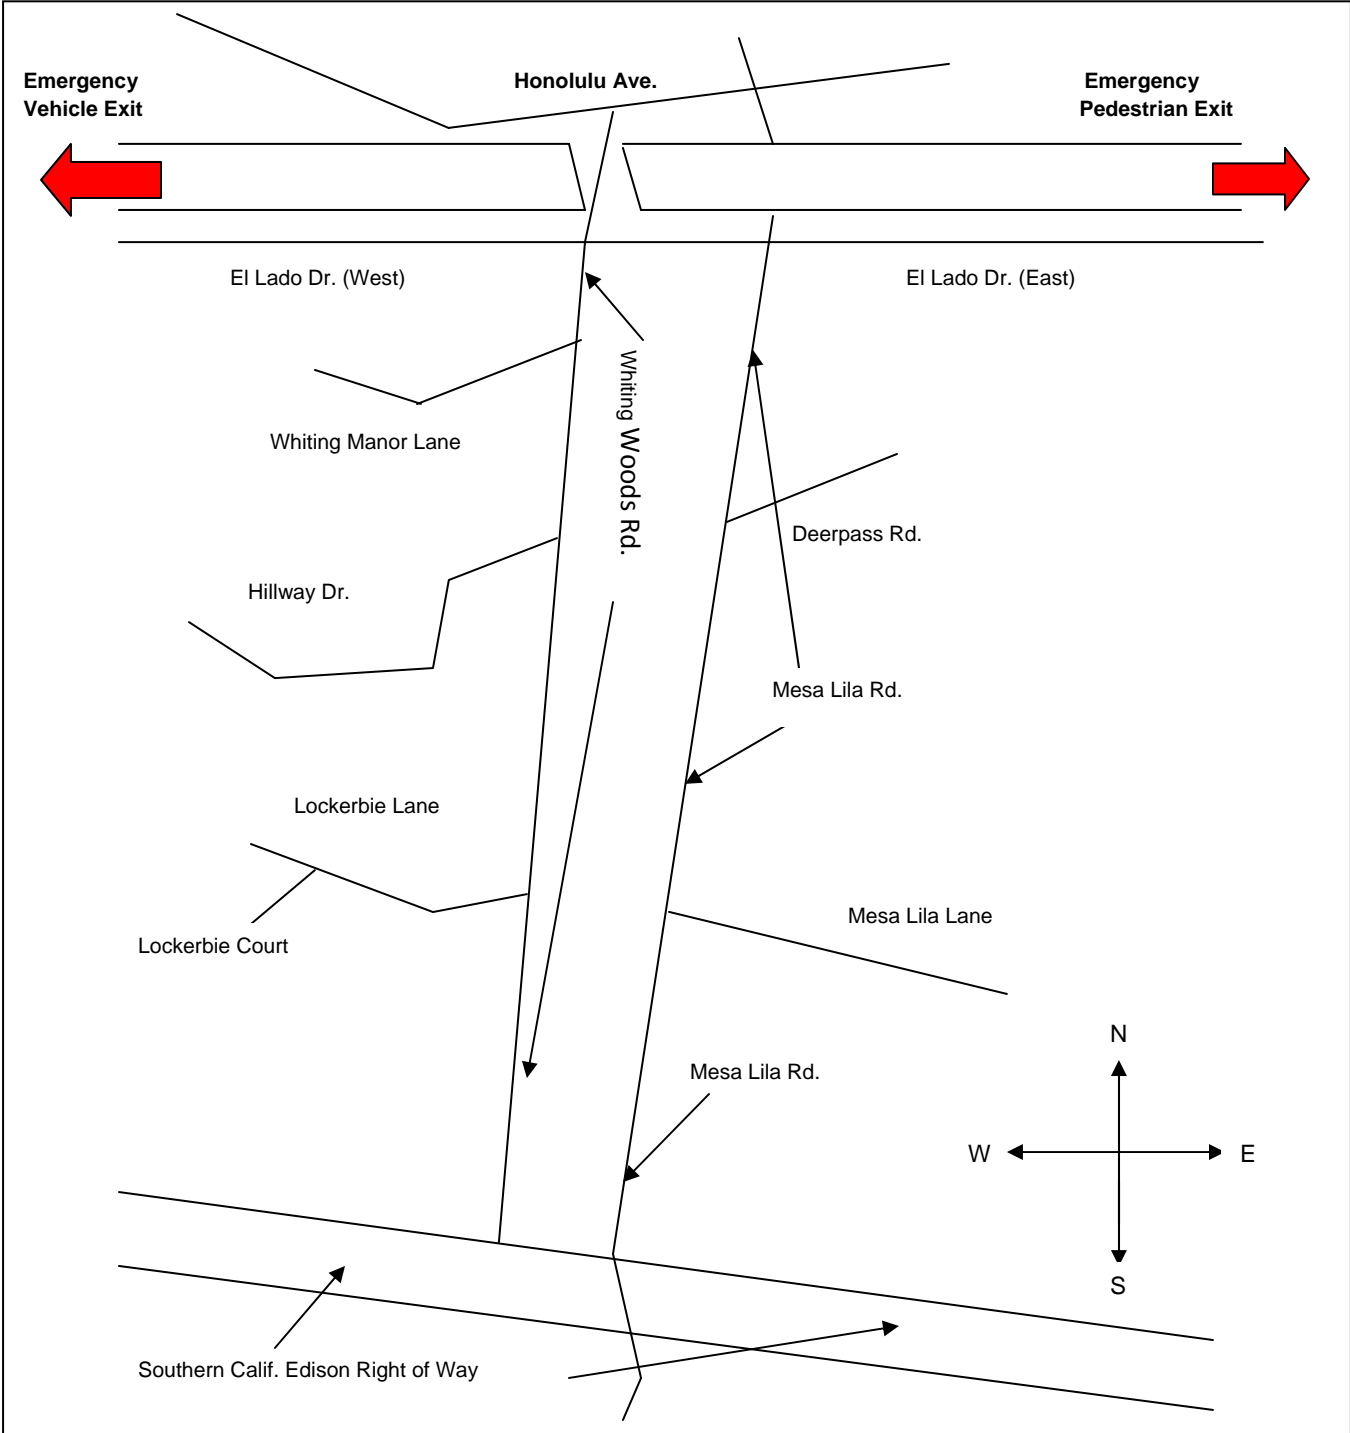 Emergency
Vehicle Exit
Honolulu Ave.
Emergency
Pedestrian Exit
El Lado Dr. (West)
El Lado Dr. (East)
Whiting Woods Rd.
Whiting Manor Lane
Deerpass Rd.
Hillway Dr.
Mesa Lila Rd.
Lockerbie Lane
Mesa Lila Lane
Lockerbie Court
N
Mesa Lila Rd.
W
E
S
Southern Calif. Edison Right of Way